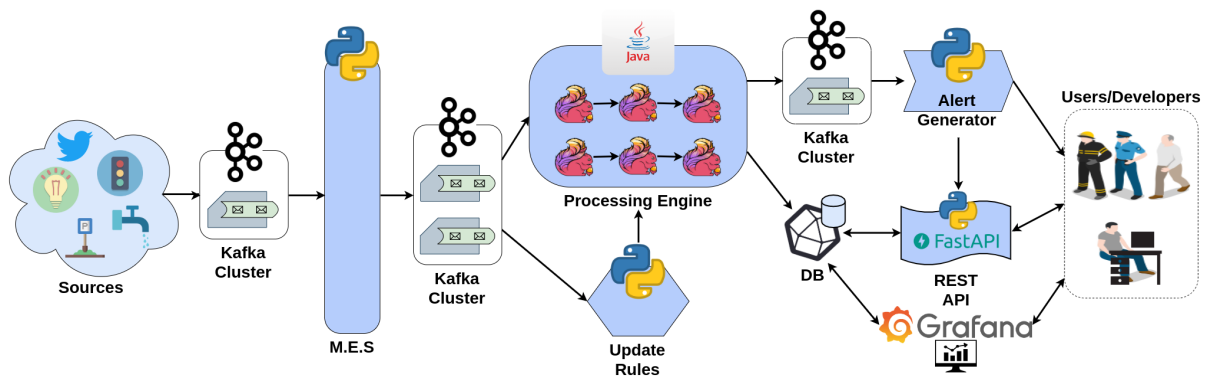 Sources
P
Kafka
Cluster
M.E.S
Kafka
Cluster
Java
Processing Engine
Update
Rules
Kafka
Cluster
Alert
Generator
DB
FastAPI
REST
API
Grafana
Users/Developers